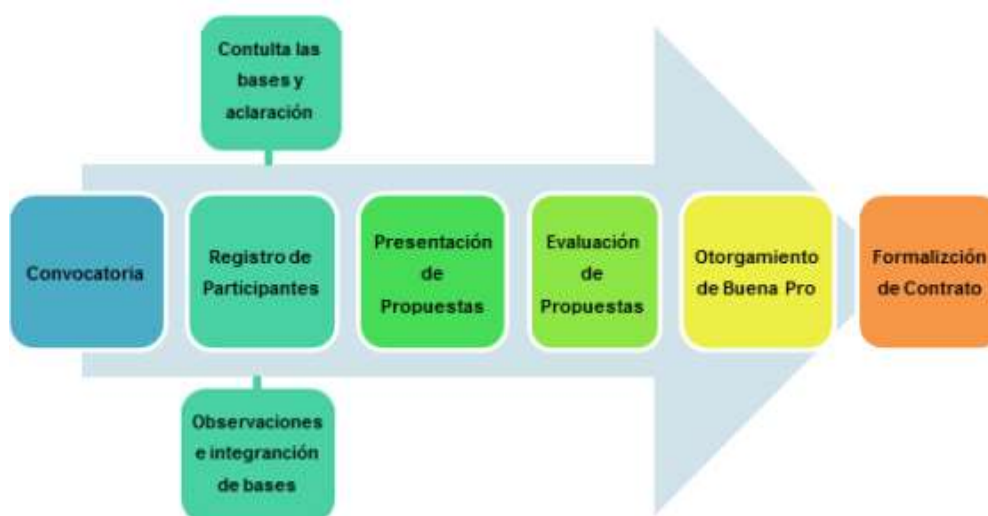 Contulta las
bases y
aclaración
Convocatoria
Registro de
Participantes
Presentación
de
Propuestas
Evaluación
de
Propuestas
Otorgamiento
de Buena Pro
Formalizción
de Contrato
Observaciones
e integranción
de bases